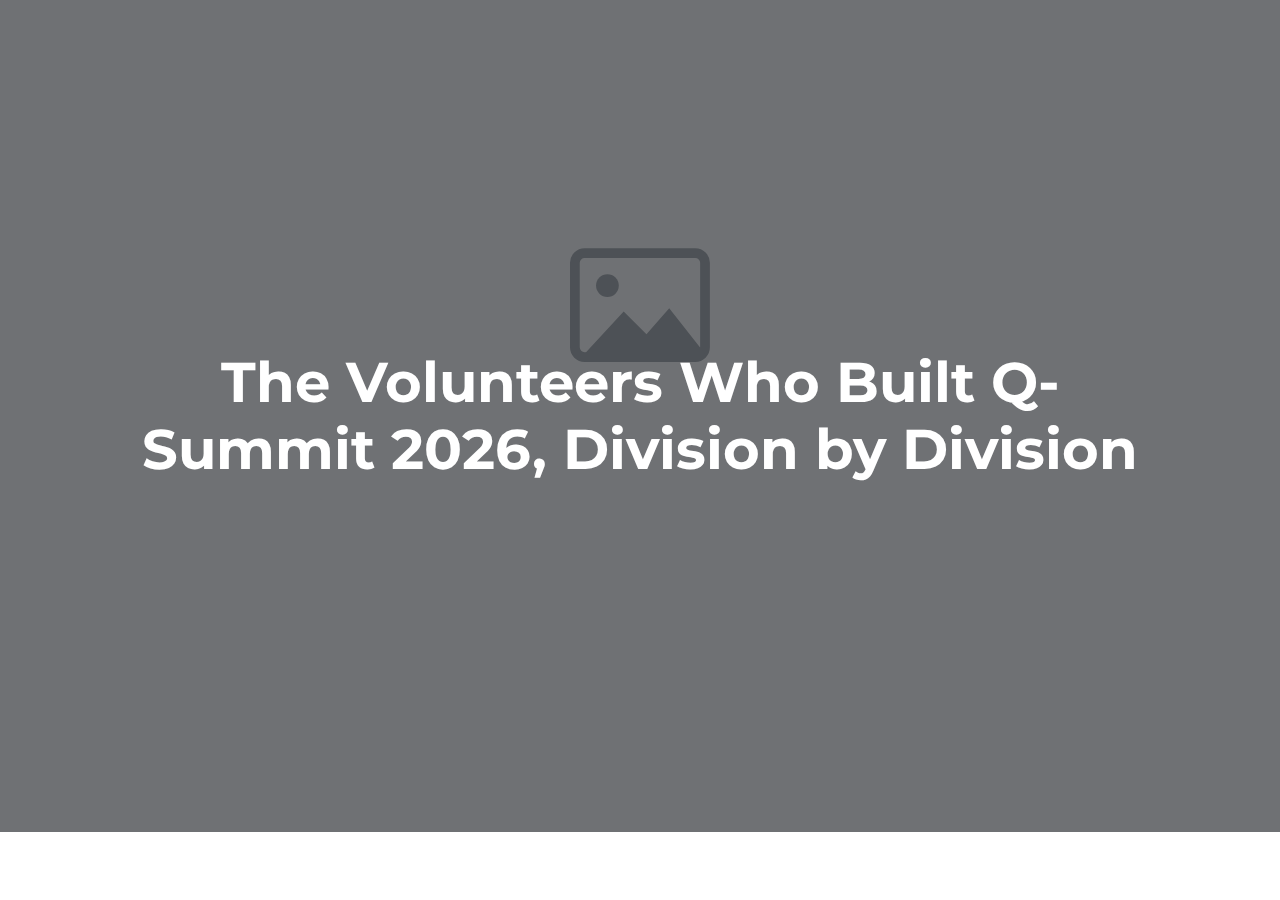 The Volunteers Who Built Q-
Summit 2026, Division by Division